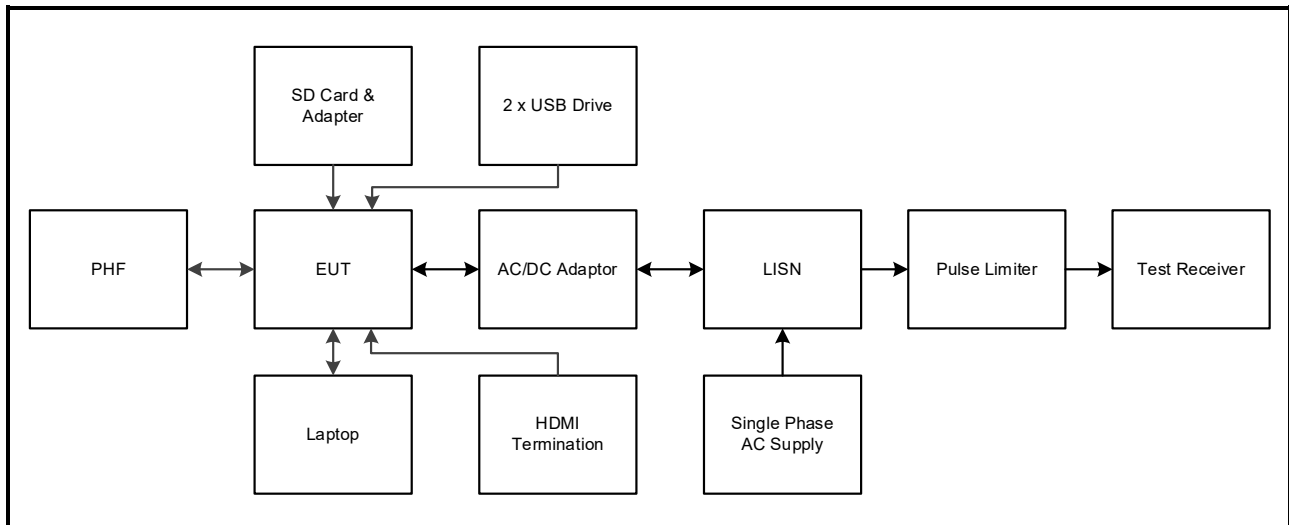 SD Card &
Adapter
2 x USB Drive
PHF
EUT
AC/DC Adaptor
LISN
Pulse Limiter
Test Receiver
Laptop
HDMI
Termination
Single Phase
AC Supply